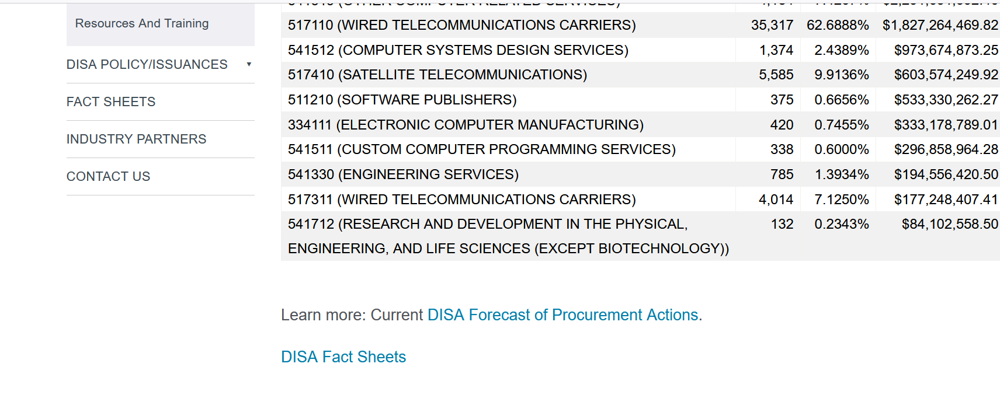 Resources And Training
DISA POLICY/ISSUANCES ▼
FACT SHEETS
INDUSTRY PARTNERS
CONTACT US
(OTHER COMPUTER RELATED SERVICES)
517110 (WIRED TELECOMMUNICATIONS CARRIERS) 35,317 62.6888% $1,827,264,469.82
541512 (COMPUTER SYSTEMS DESIGN SERVICES) 1,374 2.4389% $973,674,873.25
517410 (SATELLITE TELECOMMUNICATIONS) 5,585 9.9136% $603,574,249.92
511210 (SOFTWARE PUBLISHERS) 375 0.6656% $533,330,262.27
334111 (ELECTRONIC COMPUTER MANUFACTURING) 420 0.7455% $333,178,789.01
541511 (CUSTOM COMPUTER PROGRAMMING SERVICES) 338 0.6000% $296,858,964.28
541330 (ENGINEERING SERVICES) 785 1.3934% $194,556,420.50
517311 (WIRED TELECOMMUNICATIONS CARRIERS) 4,014 7.1250% $177,248,407.41
541712 (RESEARCH AND DEVELOPMENT IN THE PHYSICAL, 132 0.2343% $84,102,558.50
ENGINEERING, AND LIFE SCIENCES (EXCEPT BIOTECHNOLOGY))
Learn more: Current DISA Forecast of Procurement Actions.
DISA Fact Sheets